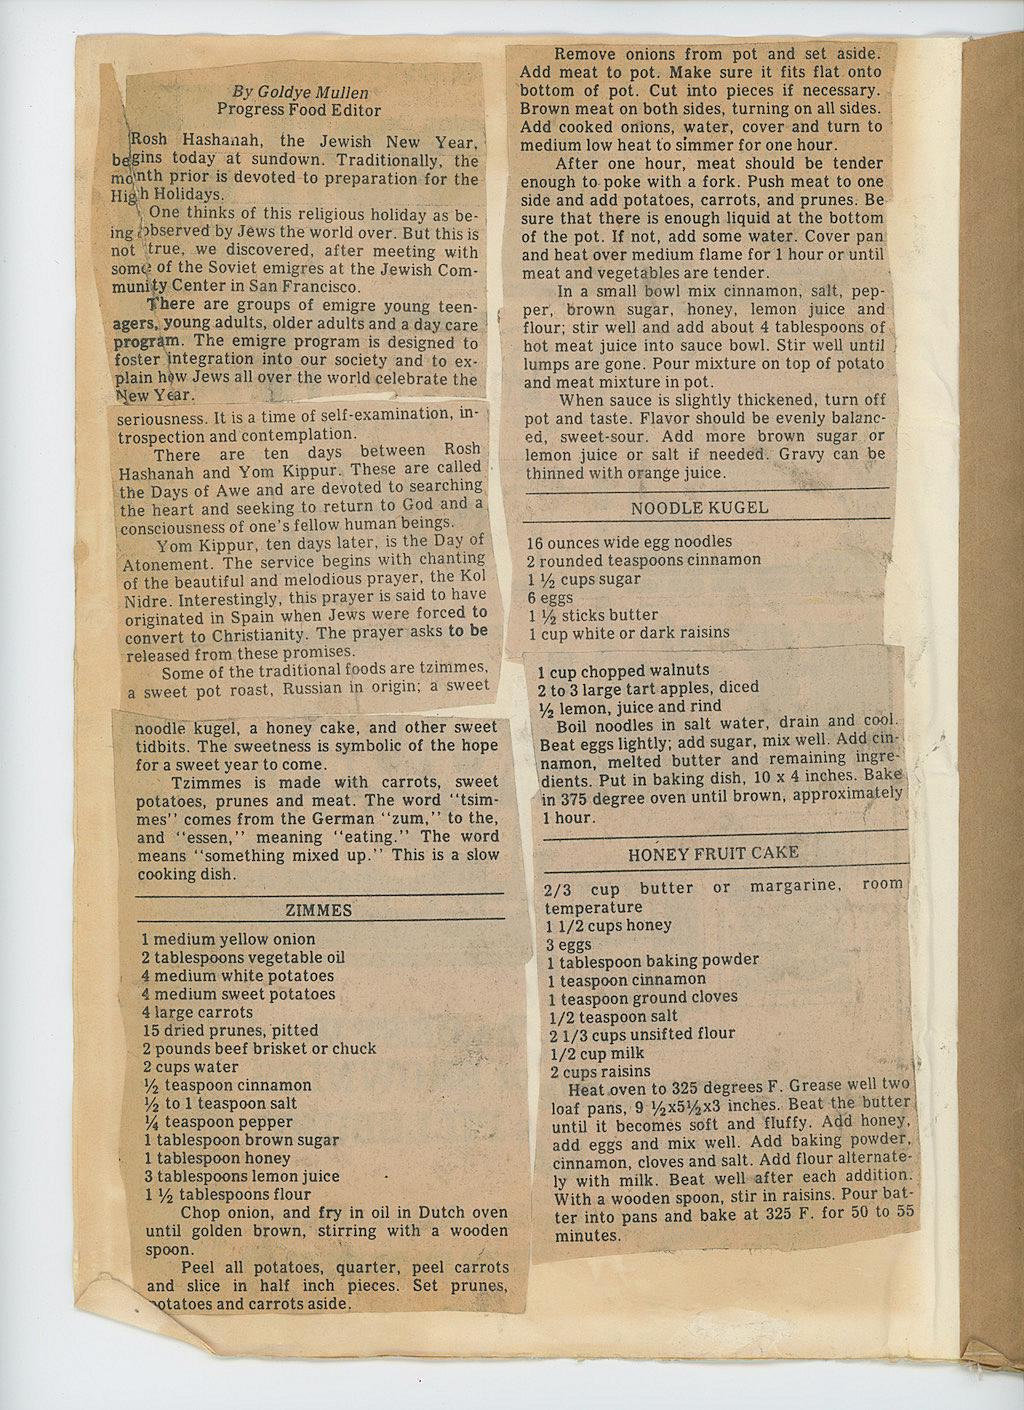 By Goldye Mullen
Progress Food Editor
Rosh Hashanah, the Jewish New Year,
begins today at sundown. Traditionally, the
month prior is devoted to preparation for the
High Holidays.
One thinks of this religious holiday as be-
ing observed by Jews the world over. But this is
not true, we discovered, after meeting with
some of the Soviet emigres at the Jewish Com-
munity Center in San Francisco.
There are groups of emigre young teen-
agers, young adults, older adults and a day care
program. The emigre program is designed to
foster integration into our society and to ex-
plain how Jews all over the world celebrate the
New Year.
seriousness. It is a time of self-examination, in-
trospection and contemplation.
There are ten days between Rosh
Hashanah and Yom Kippur. These are called
the Days of Awe and are devoted to searching
the heart and seeking to return to God and a
consciousness of one's fellow human beings.
Yom Kippur, ten days later, is the Day of
Atonement. The service begins with chanting
of the beautiful and melodious prayer, the Kol
Nidre. Interestingly, this prayer is said to have
originated in Spain when Jews were forced to
convert to Christianity. The prayer asks to be
released from these promises.
Some of the traditional foods are tzimmes,
a sweet pot roast, Russian in origin; a sweet
noodle kugel, a honey cake, and other sweet
tidbits. The sweetness is symbolic of the hope
for a sweet year to come.
Tzimmes is made with carrots, sweet
potatoes, prunes and meat. The word "tsim-
mes" comes from the German "zum," to the,
and "essen," meaning "eating." The word
means "something mixed up." This is a slow
cooking dish.
ZIMMES
1 medium yellow onion
2 tablespoons vegetable oil
4 medium white potatoes
4 medium sweet potatoes
4 large carrots
15 dried prunes, pitted
2 pounds beef brisket or chuck
2 cups water
½ teaspoon cinnamon
½ to 1 teaspoon salt
¼ teaspoon pepper
1 tablespoon brown sugar
1 tablespoon honey
3 tablespoons lemon juice
1 ½ tablespoons flour
Chop onion, and fry in oil in Dutch oven
until golden brown, stirring with a wooden
spoon.
Peel all potatoes, quarter, peel carrots
and slice in half inch pieces. Set prunes,
potatoes and carrots aside.
Remove onions from pot and set aside.
Add meat to pot. Make sure it fits flat onto
bottom of pot. Cut into pieces if necessary.
Brown meat on both sides, turning on all sides.
Add cooked onions, water, cover and turn to
medium low heat to simmer for one hour.
After one hour, meat should be tender
enough to poke with a fork. Push meat to one
side and add potatoes, carrots, and prunes. Be
sure that there is enough liquid at the bottom
of the pot. If not, add some water. Cover pan
and heat over medium flame for 1 hour or until
meat and vegetables are tender.
In a small bowl mix cinnamon, salt, pep-
per, brown sugar, honey, lemon juice and
flour; stir well and add about 4 tablespoons of
hot meat juice into sauce bowl. Stir well until
lumps are gone. Pour mixture on top of potato
and meat mixture in pot.
When sauce is slightly thickened, turn off
pot and taste. Flavor should be evenly balanc-
ed, sweet-sour. Add more brown sugar or
lemon juice or salt if needed. Gravy can be
thinned with orange juice.
NOODLE KUGEL
16 ounces wide egg noodles
2 rounded teaspoons cinnamon
1 ½ cups sugar
6 eggs
1 ½ sticks butter
1 cup white or dark raisins
1 cup chopped walnuts
2 to 3 large tart apples, diced
½ lemon, juice and rind
Boil noodles in salt water, drain and cool.
Beat eggs lightly; add sugar, mix well. Add cin-
namon, melted butter and remaining ingre-
dients. Put in baking dish, 10 x 4 inches. Bake
in 375 degree oven until brown, approximately
1 hour.
HONEY FRUIT CAKE
2/3 cup butter or margarine, room
temperature
1 1/2 cups honey
3 eggs
1 tablespoon baking powder
1 teaspoon cinnamon
1 teaspoon ground cloves
1/2 teaspoon salt
2 1/3 cups unsifted flour
1/2 cup milk
2 cups raisins
Heat oven to 325 degrees F. Grease well two
loaf pans, 9 ½x5½x3 inches. Beat the butter
until it becomes soft and fluffy. Add honey,
add eggs and mix well. Add baking powder,
cinnamon, cloves and salt. Add flour alternate-
ly with milk. Beat well after each addition.
With a wooden spoon, stir in raisins. Pour bat-
ter into pans and bake at 325 F. for 50 to 55
minutes.